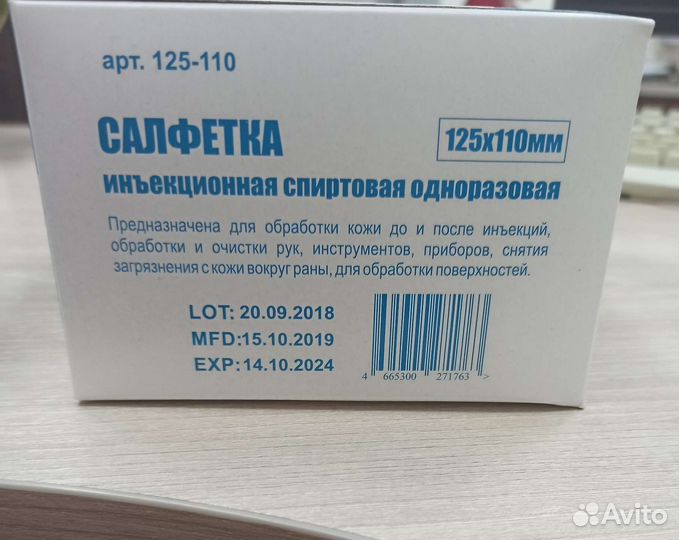 арт. 125-110
САЛФЕТКА
125х110мм
инъекционная спиртовая одноразовая
Предназначена для обработки кожи до и после инъекций,
обработки и очистки рук, инструментов, приборов, снятия
загрязнения с кожи вокруг раны, для обработки поверхностей.
LOT: 20.09.2018
MFD: 15.10.2019
EXP: 14.10.2024
4 665300 271763 >
Avito